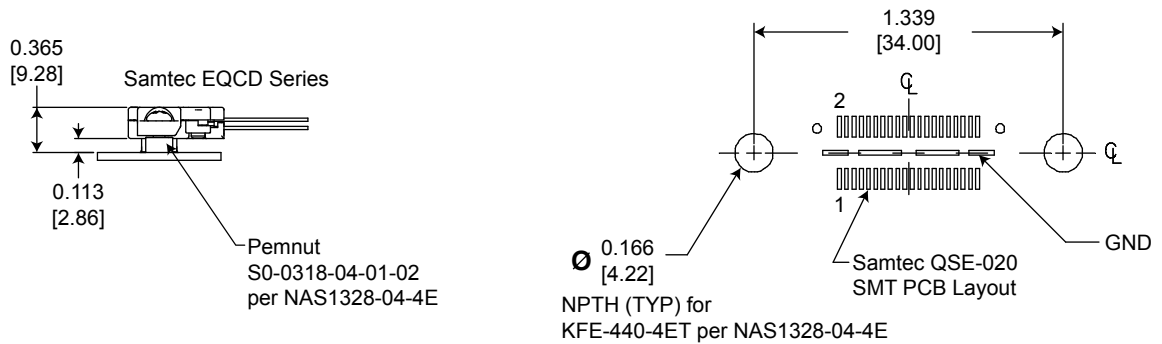 0.365
[9.28]
Samtec EQCD Series
0.113
[2.86]
Pemnut
S0-0318-04-01-02
per NAS1328-04-4E
1.339
[34.00]
℄
2
℄
1
Ø 0.166
[4.22]
GND
Samtec QSE-020
SMT PCB Layout
NPTH (TYP) for
KFE-440-4ET per NAS1328-04-4E